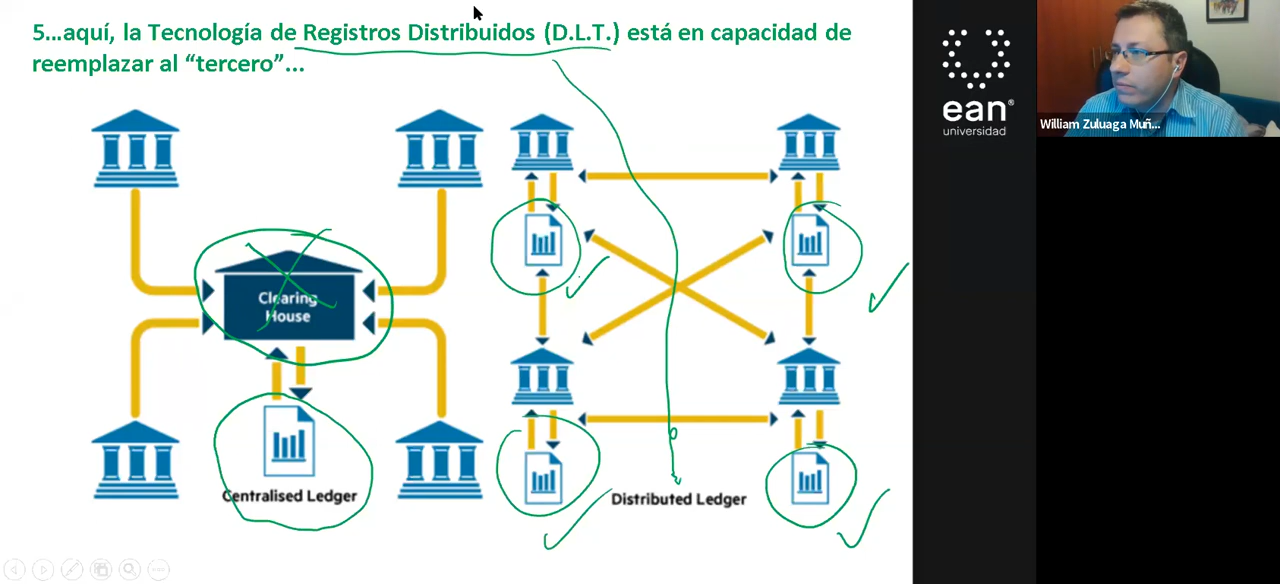 5...aquí, la Tecnología de Registros Distribuidos (D.L.T.) está en capacidad de
reemplazar al “tercero”...
Clearing
House
Centralised Ledger
Distributed Ledger
ean®
universidad
William Zuluaga Muñ...